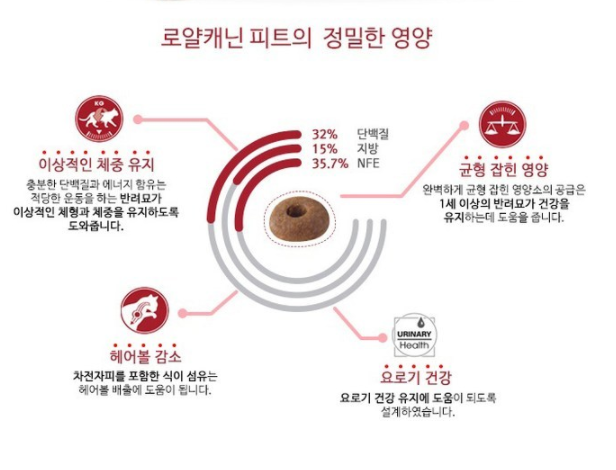 로얄캐닌 피트의 정밀한 영양
KG
32% 단백질
15% 지방
35.7% NFE
이상적인 체중 유지
충분한 단백질과 에너지 함유는
적당한 운동을 하는 반려묘가
이상적인 체형과 체중을 유지하도록
도와줍니다.
균형 잡힌 영양
완벽하게 균형 잡힌 영양소의 공급은
1세 이상의 반려묘가 건강을
유지하는데 도움을 줍니다.
헤어볼 감소
차전자피를 포함한 식이 섬유는
헤어볼 배출에 도움이 됩니다.
URINARY
Health
요로기 건강
요로기 건강 유지에 도움이 되도록
설계하였습니다.